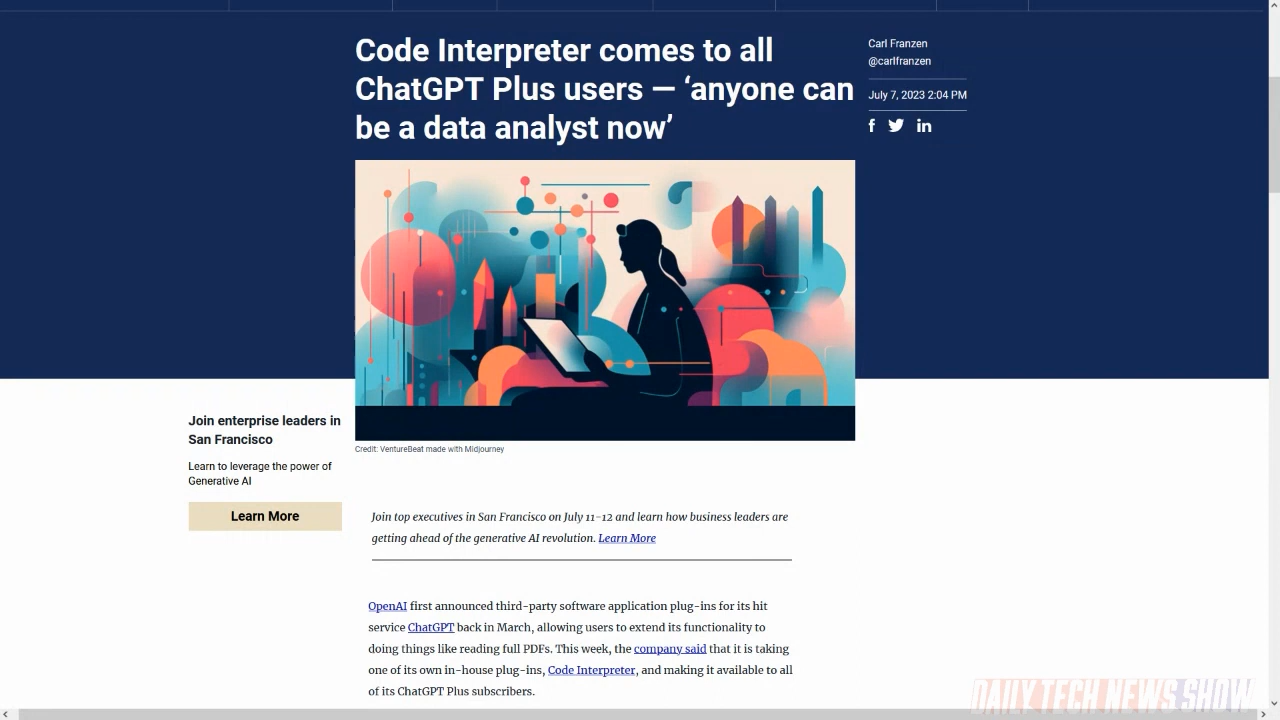 Code Interpreter comes to all
ChatGPT Plus users — ‘anyone can
be a data analyst now’
Carl Franzen
@carlfranzen
July 7, 2023 2:04 PM
Credit: VentureBeat made with Midjourney
Join enterprise leaders in
San Francisco
Learn to leverage the power of
Generative AI
Learn More
Join top executives in San Francisco on July 11-12 and learn how business leaders are
getting ahead of the generative AI revolution. Learn More
OpenAI first announced third-party software application plug-ins for its hit
service ChatGPT back in March, allowing users to extend its functionality to
doing things like reading full PDFs. This week, the company said that it is taking
one of its own in-house plug-ins, Code Interpreter, and making it available to all
of its ChatGPT Plus subscribers.
DAILY TECH NEWS SHOW